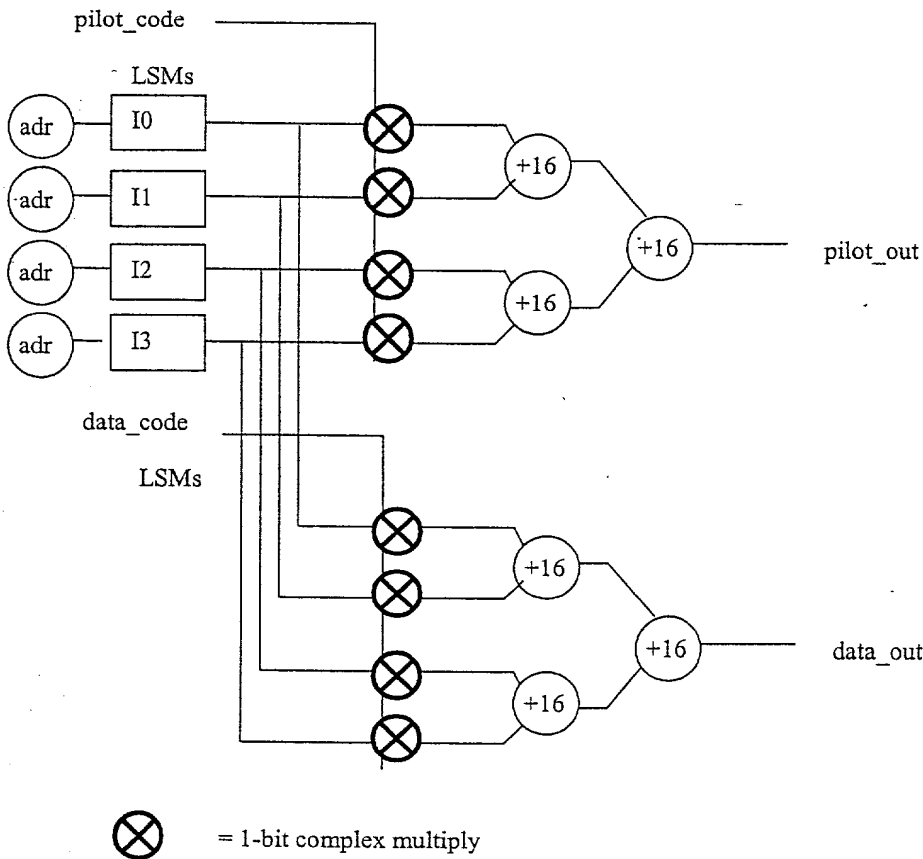 pilot_code
LSMs
adr I0
adr I1
adr I2
adr I3
+16
+16
+16
pilot_out
data_code
LSMs
+16
+16
+16
data_out
= 1-bit complex multiply